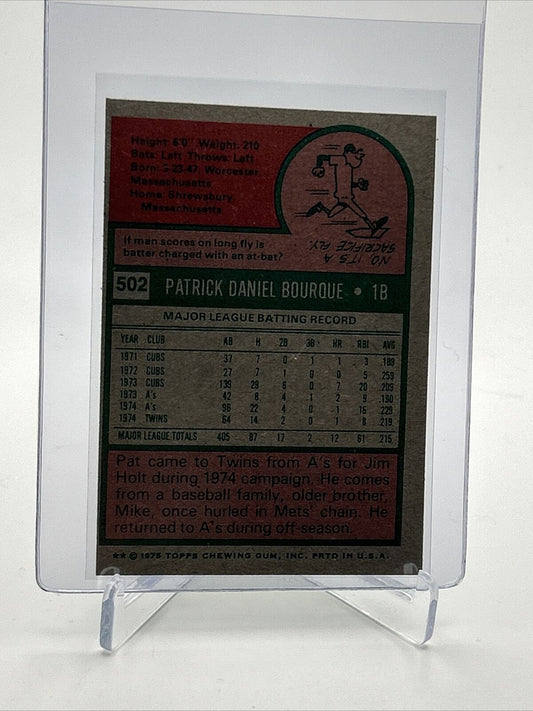 Height: 6'0" Weight: 210
Bats: Left Throws: Left
Born: 3-23-47, Worcester
Massachusetts
Home: Shrewsbury,
Massachusetts
NO, IT'S A
SACRIFICE FLY.
If man scores on long fly is
batter charged with an at-bat?
502 PATRICK DANIEL BOURQUE • 1B
MAJOR LEAGUE BATTING RECORD
YEAR CLUB AB H 2B 3B HR RBI AVG
1971 CUBS 37 7 0 1 1 3 189
1972 CUBS 27 7 1 0 0 5 259
1973 CUBS 139 29 6 0 7 20 209
1973 A's 42 8 4 1 2 9 190
1974 A's 96 22 4 0 1 16 229
1974 TWINS 64 14 2 0 1 8 219
MAJOR LEAGUE TOTALS 405 87 17 2 12 61 215
Pat came to Twins from A's for Jim
Holt during 1974 campaign. He comes
from a baseball family, older brother,
Mike, once hurled in Mets' chain. He
returned to A's during off-season.
★★ © 1975 TOPPS CHEWING GUM, INC. PRTD IN U.S.A.